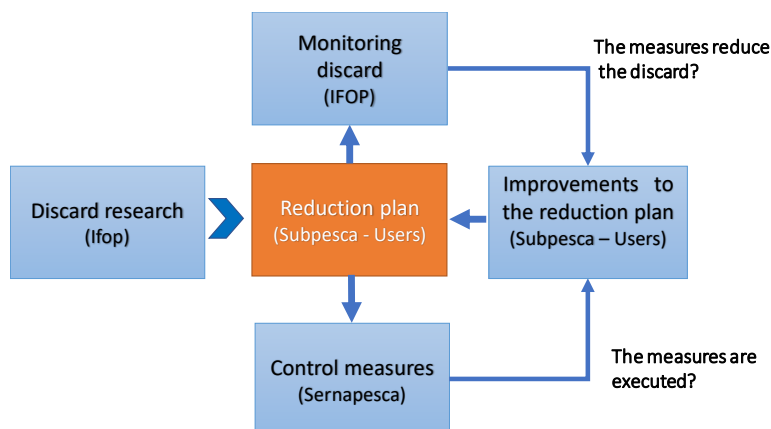 Monitoring
discard
(IFOP)
The measures reduce
the discard?
Discard research
(Ifop)
Reduction plan
(Subpesca - Users)
Improvements to
the reduction plan
(Subpesca – Users)
Control measures
(Sernapesca)
The measures are
executed?